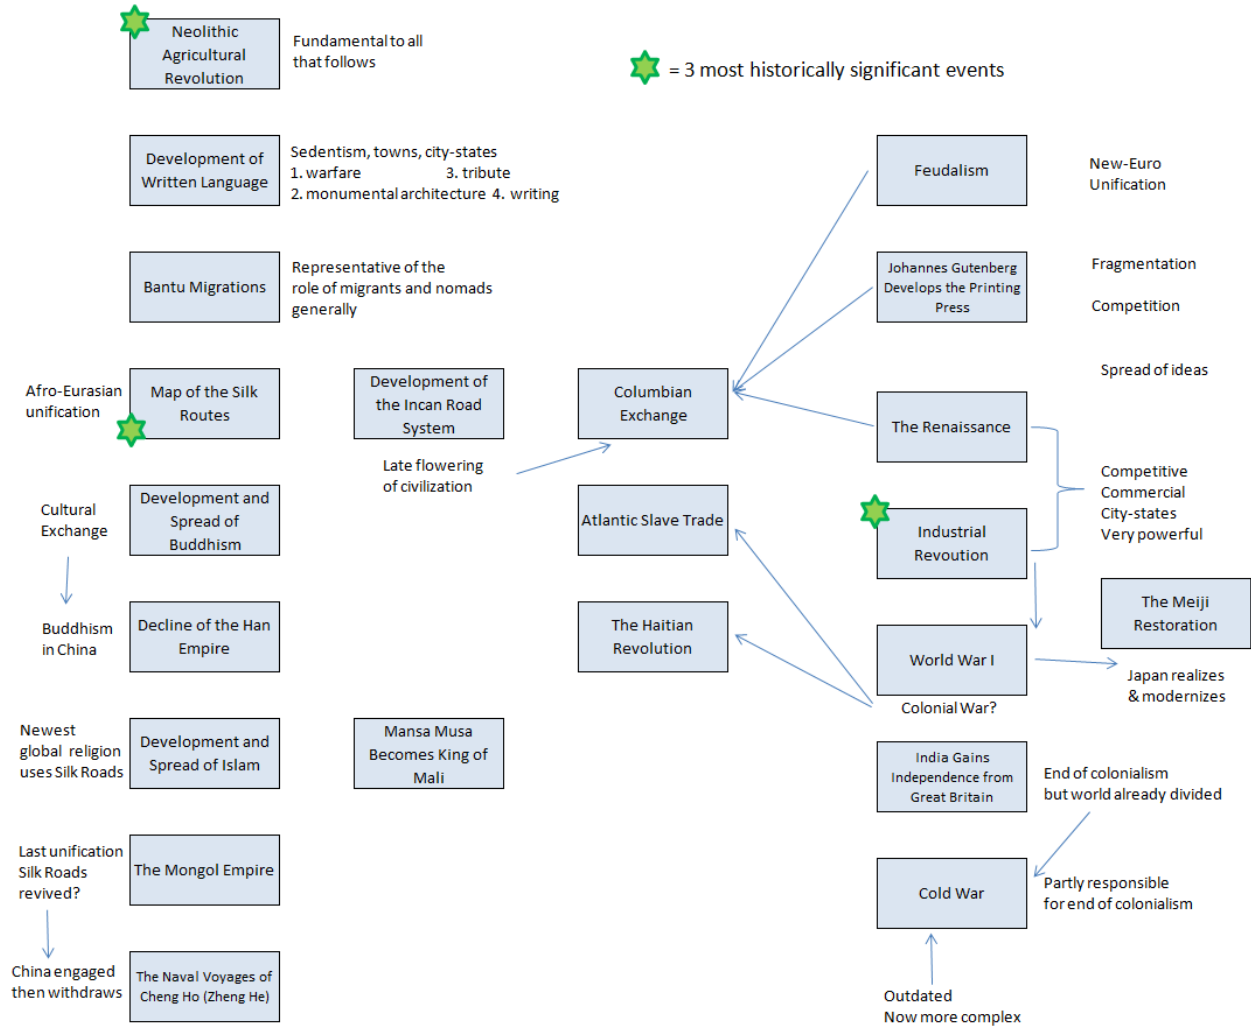 Neolithic
Agricultural
Revolution
Fundamental to all
that follows
= 3 most historically significant events
Development of
Written Language
Sedentism, towns, city-states
1. warfare 3. tribute
2. monumental architecture 4. writing
Feudalism
New-Euro
Unification
Bantu Migrations
Representative of the
role of migrants and nomads
generally
Johannes Gutenberg
Develops the Printing
Press
Fragmentation
Competition
Spread of ideas
Afro-Eurasian
unification
Map of the Silk
Routes
Development of
the Incan Road
System
Late flowering
of civilization
Columbian
Exchange
The Renaissance
Competitive
Commercial
City-states
Very powerful
Cultural
Exchange
Development and
Spread of
Buddhism
Atlantic Slave Trade
Industrial
Revoution
Buddhism
in China
Decline of the Han
Empire
The Haitian
Revolution
World War I
Colonial War?
The Meiji
Restoration
Japan realizes
& modernizes
Newest
global religion
uses Silk Roads
Development and
Spread of Islam
Mansa Musa
Becomes King of
Mali
India Gains
Independence from
Great Britain
End of colonialism
but world already divided
Last unification
Silk Roads
revived?
The Mongol Empire
Cold War
Partly responsible
for end of colonialism
China engaged
then withdraws
The Naval Voyages of
Cheng Ho (Zheng He)
Outdated
Now more complex